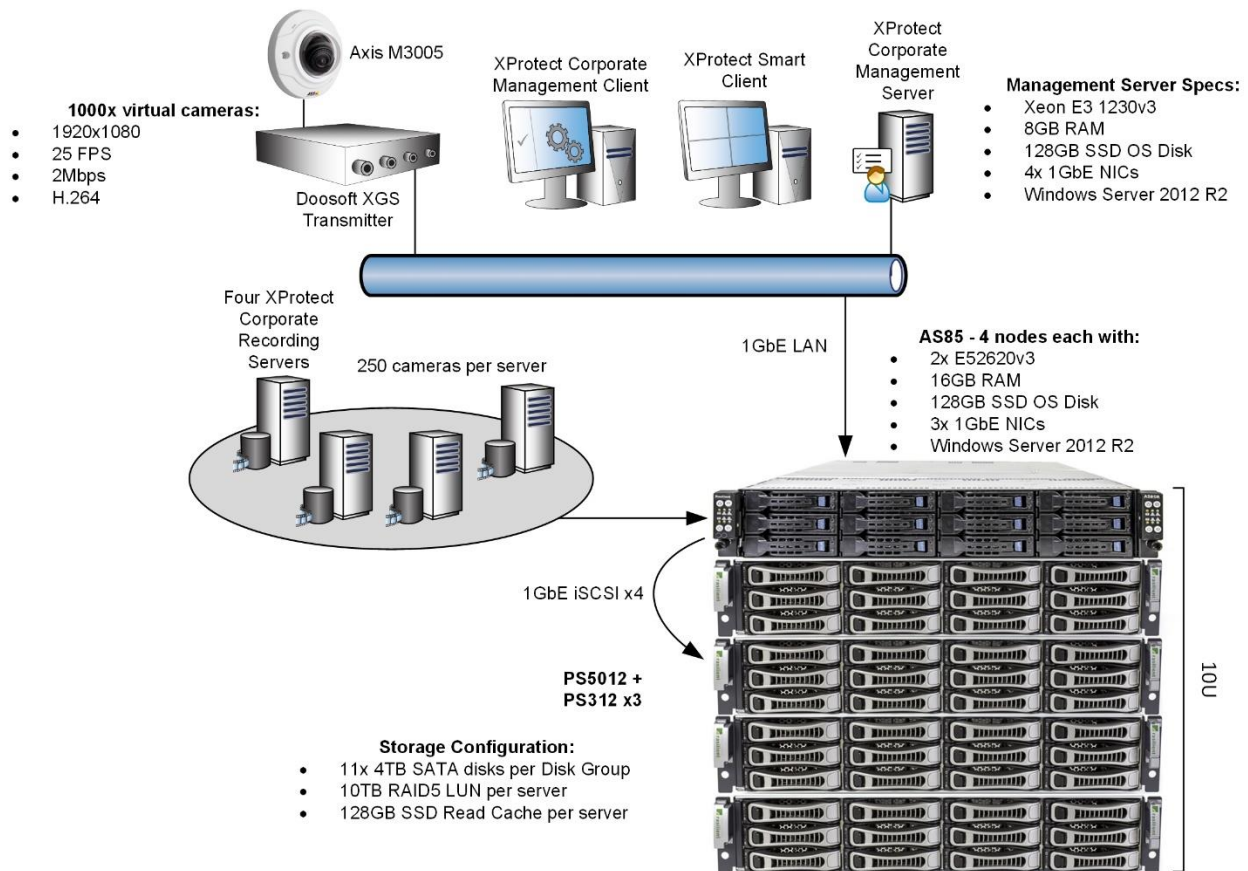 Axis M3005
1000x virtual cameras:
• 1920x1080
• 25 FPS
• 2Mbps
• H.264
Doosoft XGS
Transmitter
XProtect Corporate
Management Client
XProtect Smart
Client
XProtect
Corporate
Management
Server
Management Server Specs:
• Xeon E3 1230v3
• 8GB RAM
• 128GB SSD OS Disk
• 4x 1GbE NICs
• Windows Server 2012 R2
Four XProtect
Corporate
Recording
Servers
250 cameras per server
1GbE LAN
AS85 - 4 nodes each with:
• 2x E52620v3
• 16GB RAM
• 128GB SSD OS Disk
• 3x 1GbE NICs
• Windows Server 2012 R2
1GbE iSCSI x4
PS5012 +
PS312 x3
10U
Storage Configuration:
• 11x 4TB SATA disks per Disk Group
• 10TB RAID5 LUN per server
• 128GB SSD Read Cache per server